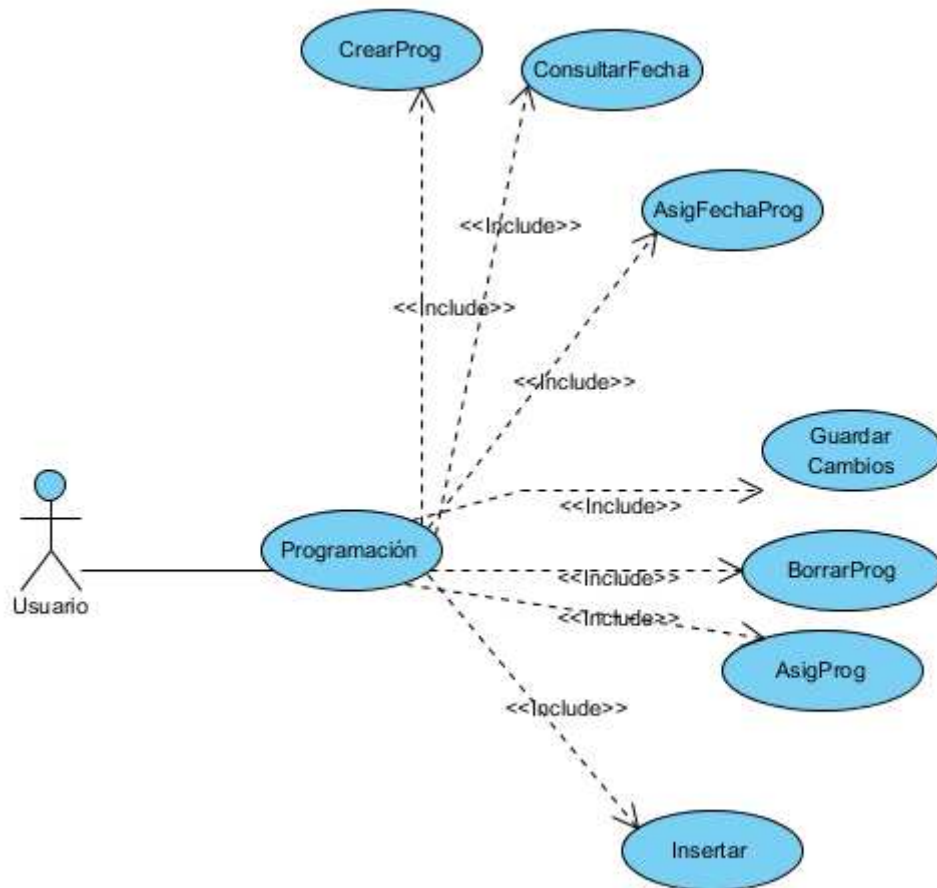 CrearProg
ConsultarFecha
AsigFechaProg
<<Include>>
<<Include>>
<<Include>>
Guardar
Cambios
<<Include>>
Programación
<<Include>>
BorrarProg
Usuario
<<Include>>
AsigProg
<<Include>>
Insertar